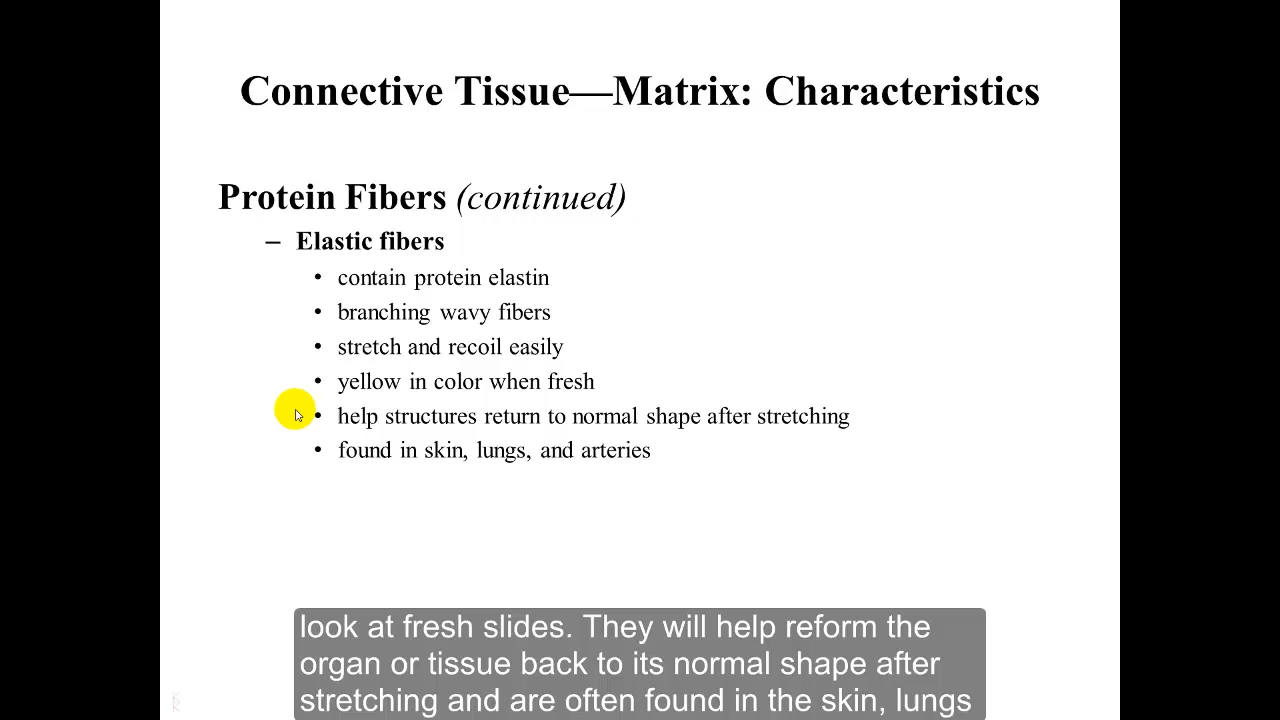 Connective Tissue—Matrix: Characteristics
Protein Fibers (continued)
– Elastic fibers
• contain protein elastin
• branching wavy fibers
• stretch and recoil easily
• yellow in color when fresh
• help structures return to normal shape after stretching
• found in skin, lungs, and arteries
look at fresh slides. They will help reform the
organ or tissue back to its normal shape after
stretching and are often found in the skin, lungs